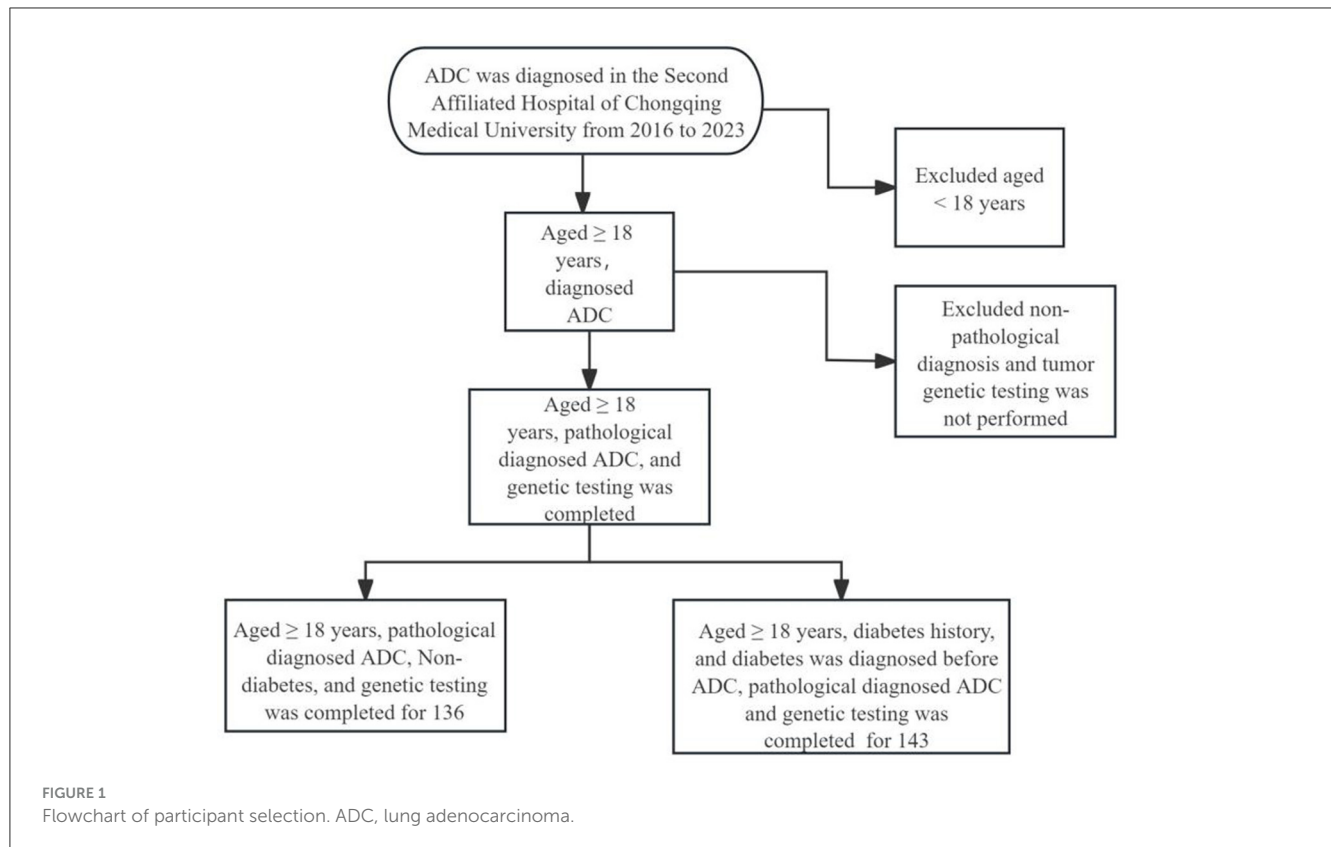 ADC was diagnosed in the Second
Affiliated Hospital of Chongqing
Medical University from 2016 to 2023
Excluded aged
< 18 years
Aged ≥ 18
years,
diagnosed
ADC
Excluded non-
pathological
diagnosis and tumor
genetic testing was
not performed
Aged ≥ 18
years, pathological
diagnosed ADC, and
genetic testing was
completed
Aged ≥ 18 years, pathological
diagnosed ADC, Non-
diabetes, and genetic testing
was completed for 136
Aged ≥ 18 years, diabetes history,
and diabetes was diagnosed before
ADC, pathological diagnosed ADC
and genetic testing was
completed for 143
FIGURE 1
Flowchart of participant selection. ADC, lung adenocarcinoma.